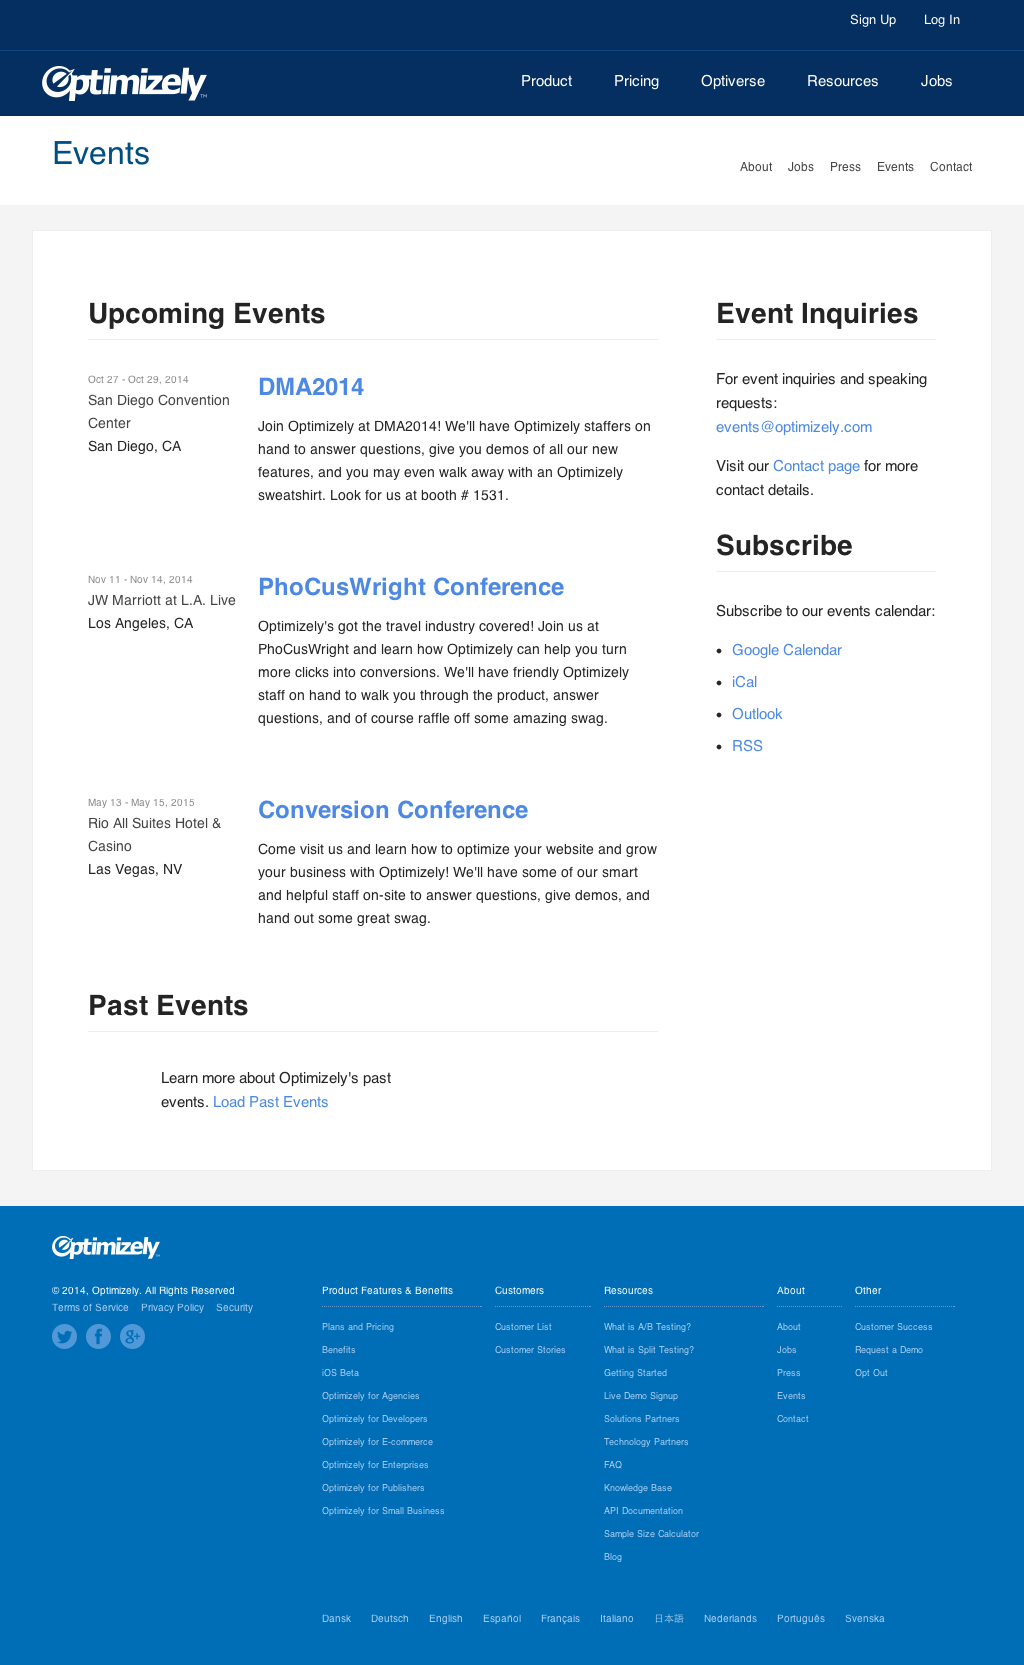 Sign Up Log In
Optimizely™
Product Pricing Optiverse Resources Jobs
Events
About Jobs Press Events Contact
Upcoming Events
Oct 27 - Oct 29, 2014
San Diego Convention
Center
San Diego, CA
DMA2014
Join Optimizely at DMA2014! We'll have Optimizely staffers on
hand to answer questions, give you demos of all our new
features, and you may even walk away with an Optimizely
sweatshirt. Look for us at booth # 1531.
Nov 11 - Nov 14, 2014
JW Marriott at L.A. Live
Los Angeles, CA
PhoCusWright Conference
Optimizely's got the travel industry covered! Join us at
PhoCusWright and learn how Optimizely can help you turn
more clicks into conversions. We'll have friendly Optimizely
staff on hand to walk you through the product, answer
questions, and of course raffle off some amazing swag.
May 13 - May 15, 2015
Rio All Suites Hotel &
Casino
Las Vegas, NV
Conversion Conference
Come visit us and learn how to optimize your website and grow
your business with Optimizely! We'll have some of our smart
and helpful staff on-site to answer questions, give demos, and
hand out some great swag.
Past Events
Learn more about Optimizely's past
events. Load Past Events
Event Inquiries
For event inquiries and speaking
requests:
events@optimizely.com
Visit our Contact page for more
contact details.
Subscribe
Subscribe to our events calendar:
• Google Calendar
• iCal
• Outlook
• RSS
Optimizely
© 2014, Optimizely. All Rights Reserved
Terms of Service Privacy Policy Security
Product Features & Benefits
Plans and Pricing
Benefits
iOS Beta
Optimizely for Agencies
Optimizely for Developers
Optimizely for E-commerce
Optimizely for Enterprises
Optimizely for Publishers
Optimizely for Small Business
Customers
Customer List
Customer Stories
Resources
What is A/B Testing?
What is Split Testing?
Getting Started
Live Demo Signup
Solutions Partners
Technology Partners
FAQ
Knowledge Base
API Documentation
Sample Size Calculator
Blog
About
About
Jobs
Press
Events
Contact
Other
Customer Success
Request a Demo
Opt Out
Dansk Deutsch English Español Français Italiano 日本語 Nederlands Português Svenska